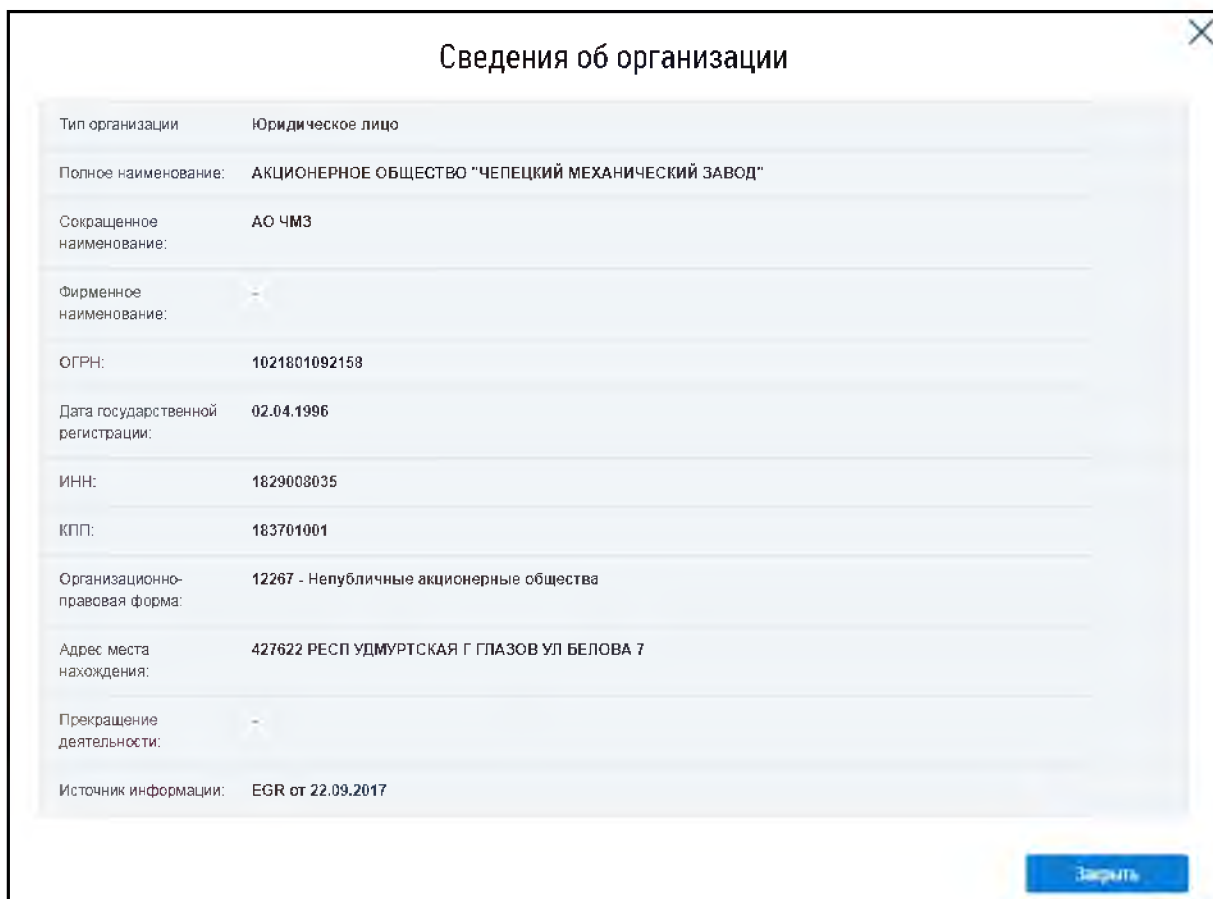 Сведения об организации
Тип организации Юридическое лицо
Полное наименование: АКЦИОНЕРНОЕ ОБЩЕСТВО "ЧЕПЕЦКИЙ МЕХАНИЧЕСКИЙ ЗАВОД"
Сокращенное АО ЧМЗ
наименование:
Фирменное -
наименование:
ОГРН: 1021801092158
Дата государственной 02.04.1996
регистрации:
ИНН: 1829008035
КПП: 183701001
Организационно- 12267 - Непубличные акционерные общества
правовая форма:
Адрес места 427622 РЕСП УДМУРТСКАЯ Г ГЛАЗОВ УЛ БЕЛОВА 7
нахождения:
Прекращение -
деятельности:
Источник информации: EGR от 22.09.2017
Закрыть